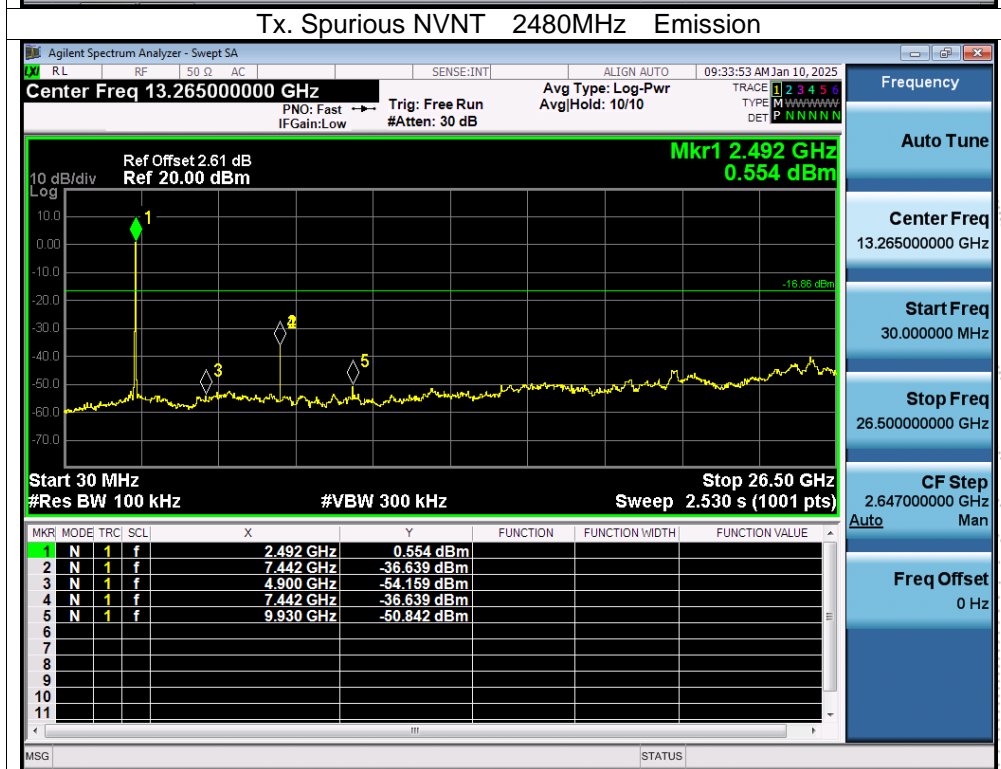 Tx. Spurious NVNT 2480MHz Emission
Agilent Spectrum Analyzer - Swept SA
LXI RL RF 50 Ω AC SENSE:INT ALIGN AUTO 09:33:53 AM Jan 10, 2025
Center Freq 13.265000000 GHz
PNO: Fast
IFGain:Low
Trig: Free Run
#Atten: 30 dB
Avg Type: Log-Pwr
Avg|Hold: 10/10
TRACE 1 2 3 4 5 6
TYPE M WWWWW
DET P N N N N N
Frequency
Auto Tune
Center Freq
13.265000000 GHz
Start Freq
30.000000 MHz
Stop Freq
26.500000000 GHz
CF Step
2.647000000 GHz
Auto Man
Freq Offset
0 Hz
Mkr1 2.492 GHz
0.554 dBm
Ref Offset 2.61 dB
10 dB/div Ref 20.00 dBm
Log
10.0
0.00
-10.0
-20.0
-30.0
-40.0
-50.0
-60.0
-70.0
1
-16.86 dBm
3
5
Start 30 MHz Stop 26.50 GHz
#Res BW 100 kHz #VBW 300 kHz Sweep 2.530 s (1001 pts)
MKR MODE TRC SCL X Y FUNCTION FUNCTION WIDTH FUNCTION VALUE
1 N 1 f 2.492 GHz 0.554 dBm
2 N 1 f 7.442 GHz -36.639 dBm
3 N 1 f 4.900 GHz -54.159 dBm
4 N 1 f 7.442 GHz -36.639 dBm
5 N 1 f 9.930 GHz -50.842 dBm
6
7
8
9
10
11
MSG STATUS